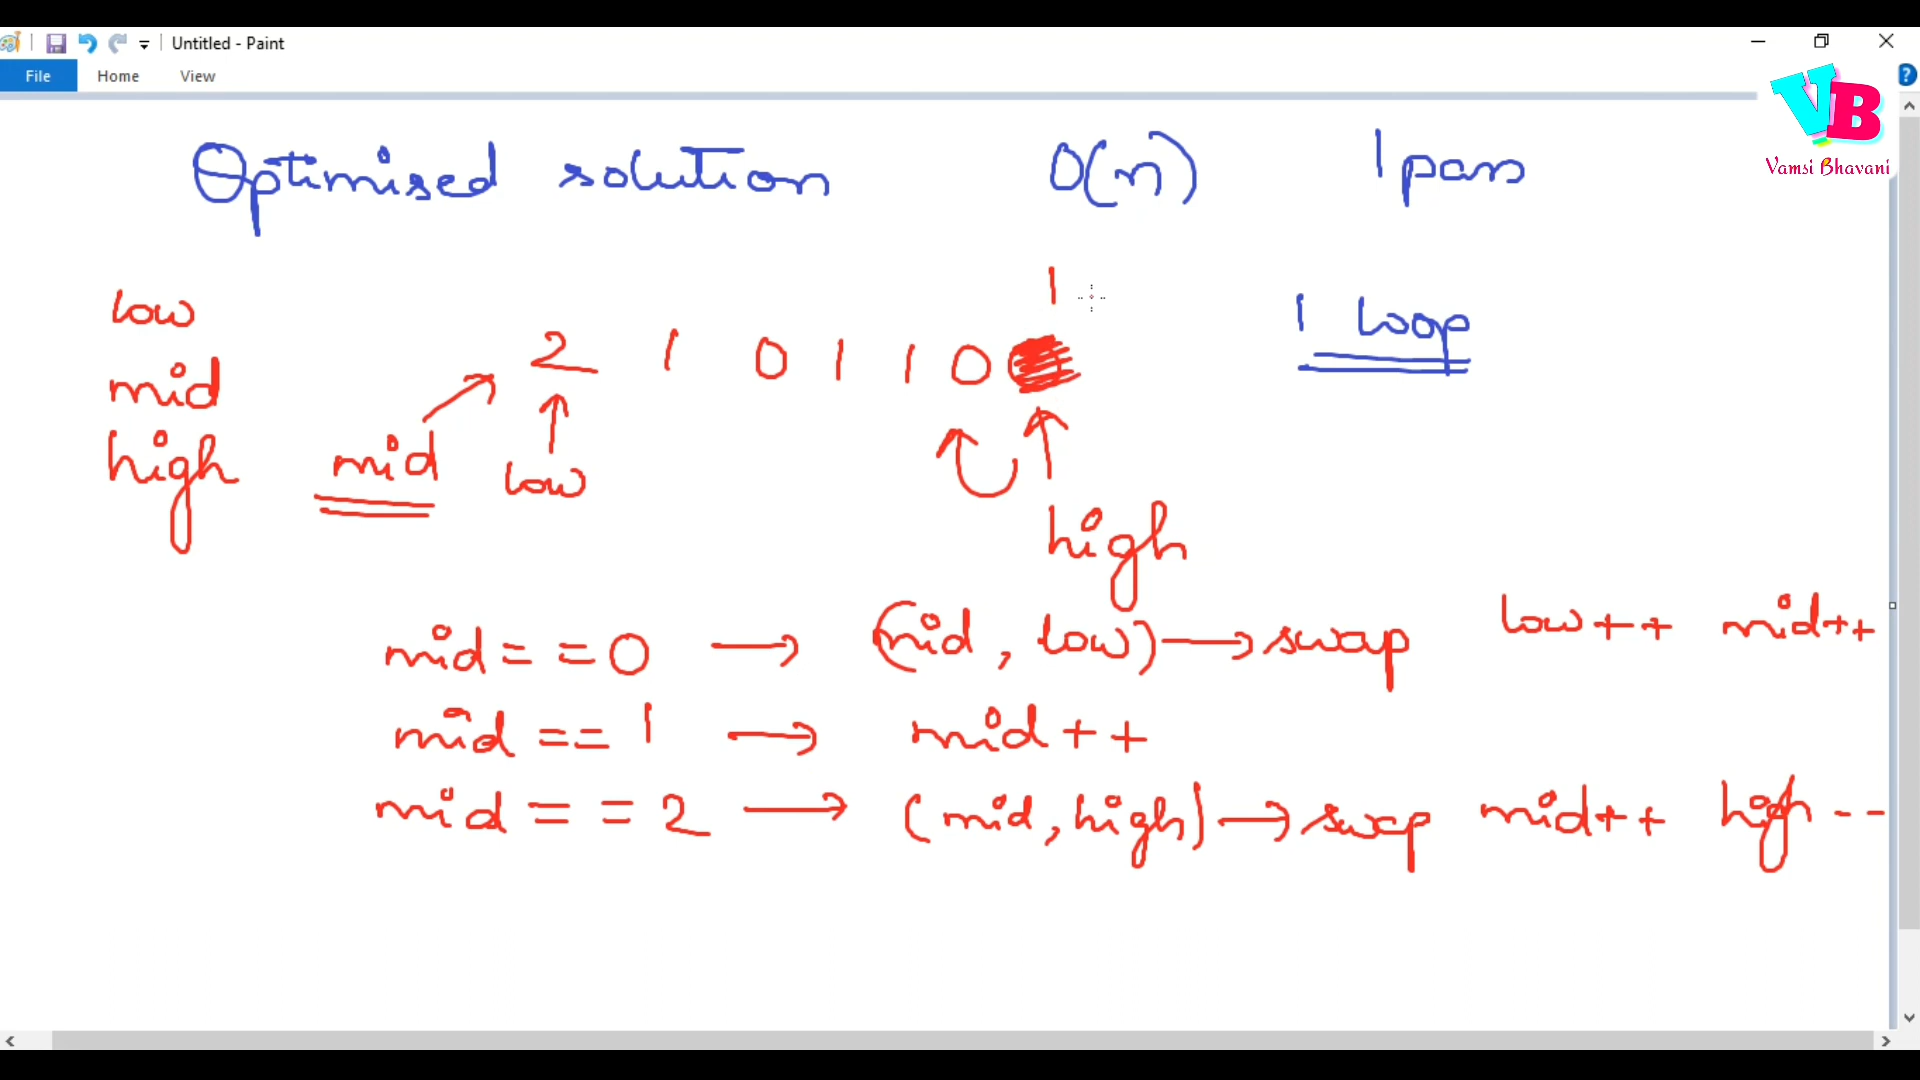 Untitled - Paint
File Home View
VB
Vamsi Bhavani
Optimised solution O(n) 1 pass
1
low
mid
high
2 1 0 1 1 0
1 loop
mid
low
high
mid = = 0 → (mid, low) → swap low++ mid++
mid == 1 → mid++
mid = = 2 → (mid, high) → swap mid++ high--